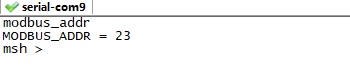 serial-com9
modbus_addr
MODBUS_ADDR = 23
msh >